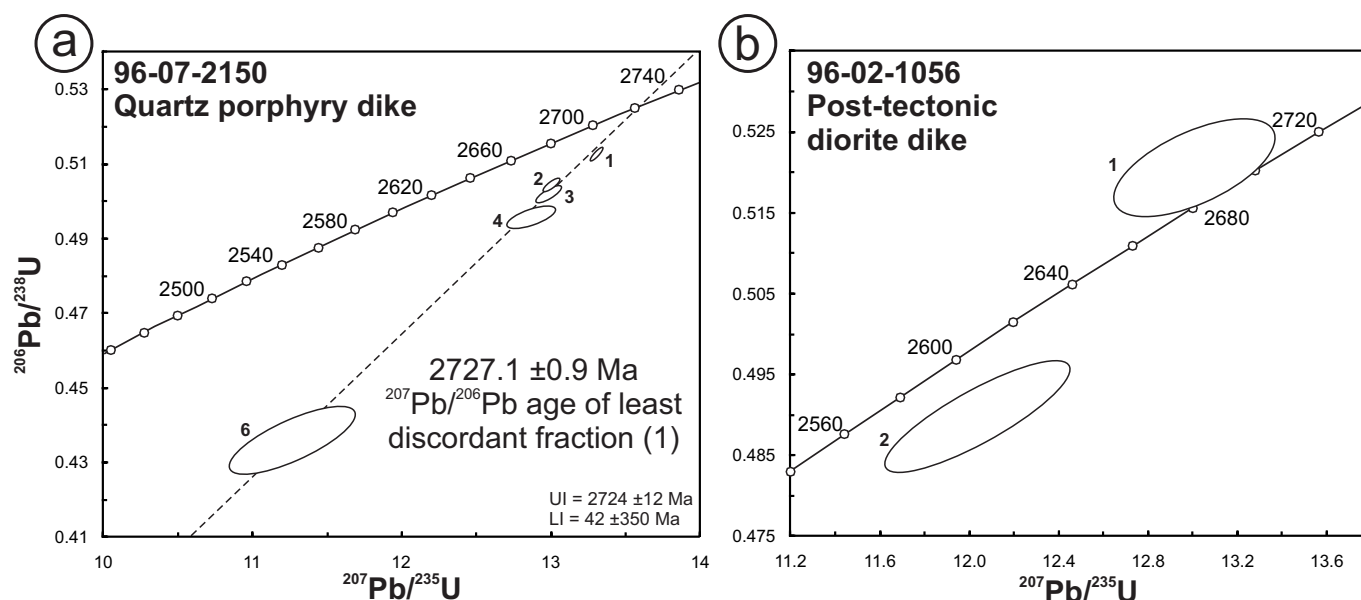 a
96-07-2150
Quartz porphyry dike
2740
2700
2660
2620
2580
2540
2500
1
2
3
4
6
2727.1 ±0.9 Ma
²⁰⁷Pb/²⁰⁶Pb age of least
discordant fraction (1)
UI = 2724 ±12 Ma
LI = 42 ±350 Ma
0.53
0.51
0.49
0.47
0.45
0.43
0.41
10 11 12 13 14
²⁰⁶Pb/²³⁸U
²⁰⁷Pb/²³⁵U
b
96-02-1056
Post-tectonic
diorite dike
2720
2680
2640
2600
2560
1
2
0.525
0.515
0.505
0.495
0.485
0.475
11.2 11.6 12.0 12.4 12.8 13.2 13.6
²⁰⁷Pb/²³⁵U